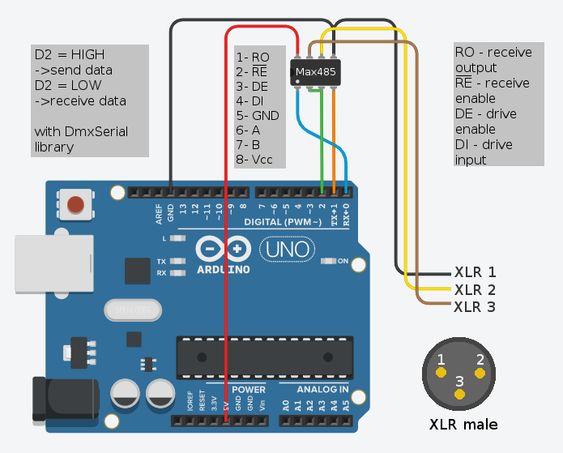 D2 = HIGH
->send data
D2 = LOW
->receive data
with DmxSerial
library
1- RO
2- R̅E̅
3- DE
4- DI
5- GND
6- A
7- B
8- Vcc
Max485
RO - receive
output
R̅E̅ - receive
enable
DE - drive
enable
DI - drive
input
AREF
GND
13
12
~11
~10
~9
8
7
~6
~5
4
~3
2
TX→1
RX←0
DIGITAL (PWM ~)
L
TX
RX
ARDUINO
UNO
ON
XLR 1
XLR 2
XLR 3
POWER
ANALOG IN
IOREF
RESET
3.3V
5V
GND
GND
Vin
A0
A1
A2
A3
A4
A5
1
2
3
XLR male